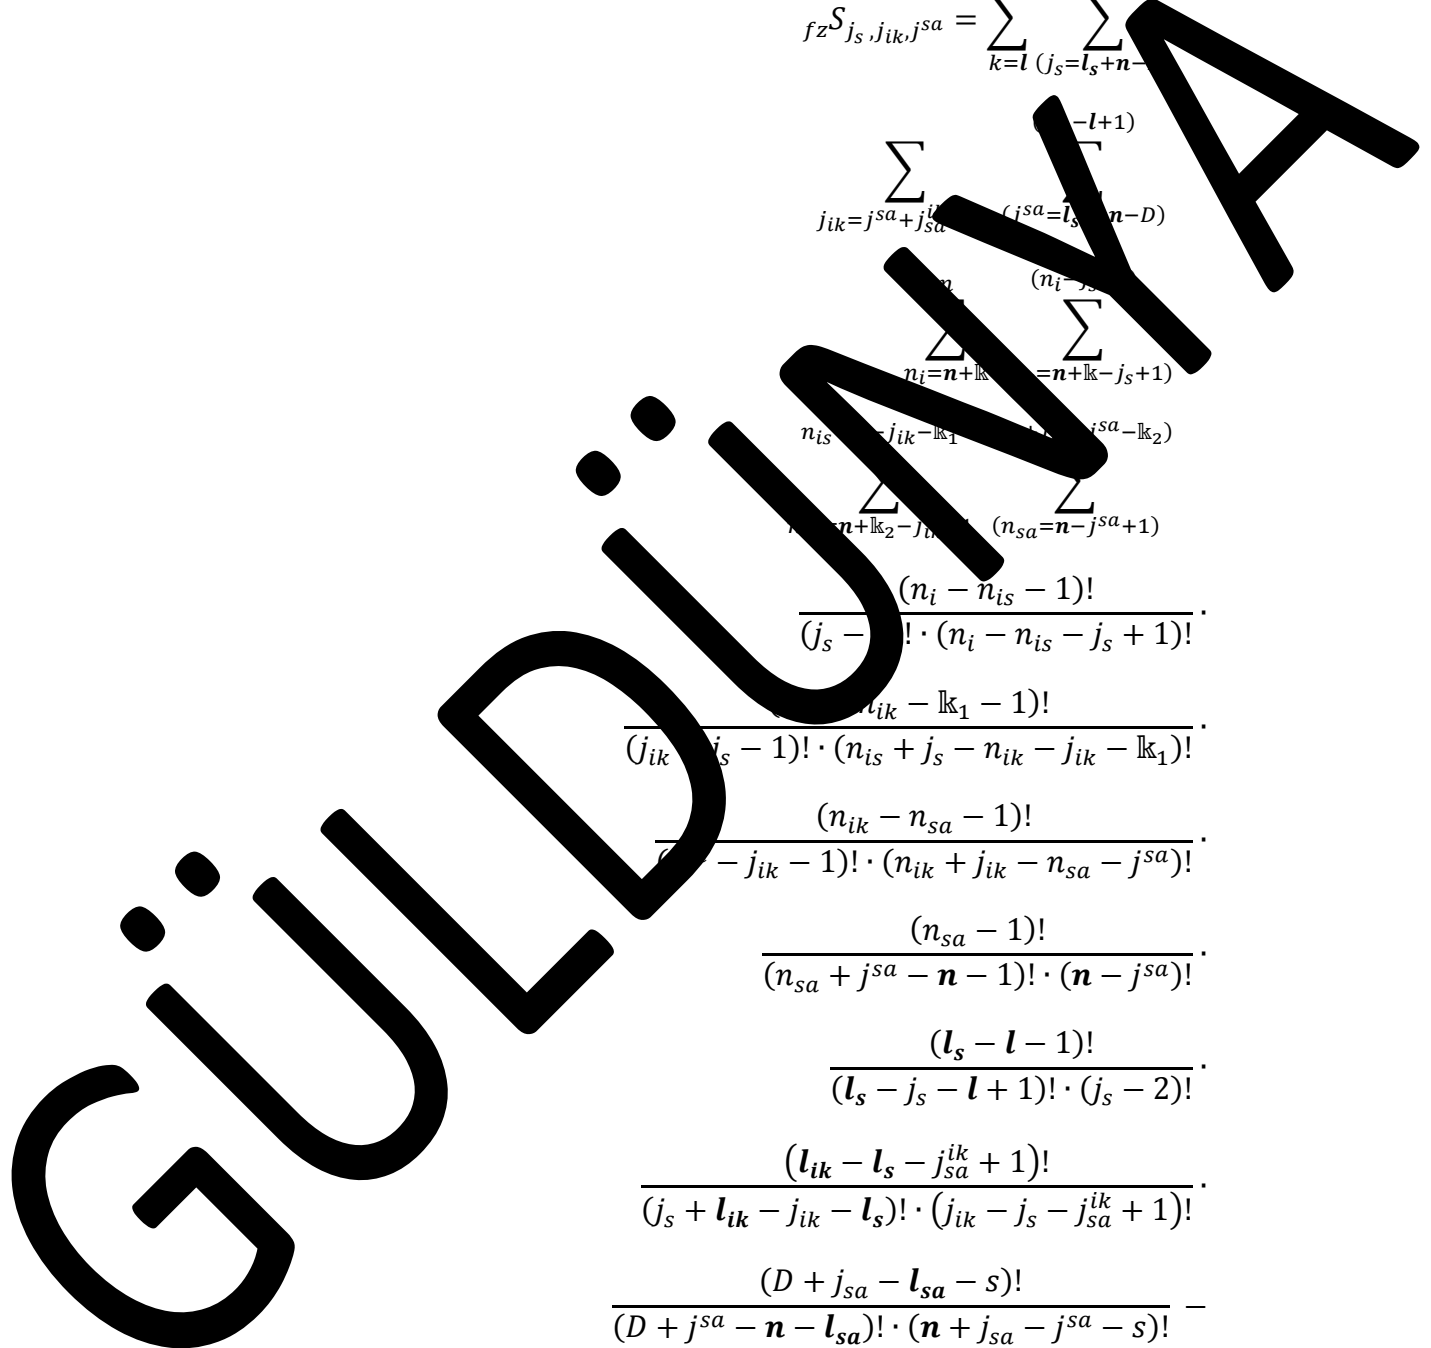 fzS_{j_s,j_{ik},j^{sa}} = ∑ ∑
k=l (j_s=l_s+n−
−l+1)
∑
j_{ik}=j^{sa}+j_{sa} (j^{sa}=l_s n−D)
n (n_i−j_s
∑ ∑
n_i=n+𝕜 =n+𝕜−j_s+1)
n_{is} −j_{ik}−𝕜_1 j^{sa}−𝕜_2)
∑ ∑
n+𝕜_2−j_{ik} (n_{sa}=n−j^{sa}+1)
(n_i − n_{is} − 1)!
(j_s − )! · (n_i − n_{is} − j_s + 1)! ·
n_{ik} − 𝕜_1 − 1)!
(j_{ik} j_s − 1)! · (n_{is} + j_s − n_{ik} − j_{ik} − 𝕜_1)! ·
(n_{ik} − n_{sa} − 1)!
( − j_{ik} − 1)! · (n_{ik} + j_{ik} − n_{sa} − j^{sa})! ·
(n_{sa} − 1)!
(n_{sa} + j^{sa} − n − 1)! · (n − j^{sa})! ·
(l_s − l − 1)!
(l_s − j_s − l + 1)! · (j_s − 2)! ·
(l_{ik} − l_s − j_{sa}^{ik} + 1)!
(j_s + l_{ik} − j_{ik} − l_s)! · (j_{ik} − j_s − j_{sa}^{ik} + 1)! ·
(D + j_{sa} − l_{sa} − s)!
(D + j^{sa} − n − l_{sa})! · (n + j_{sa} − j^{sa} − s)! −
GÜLDÜNYA